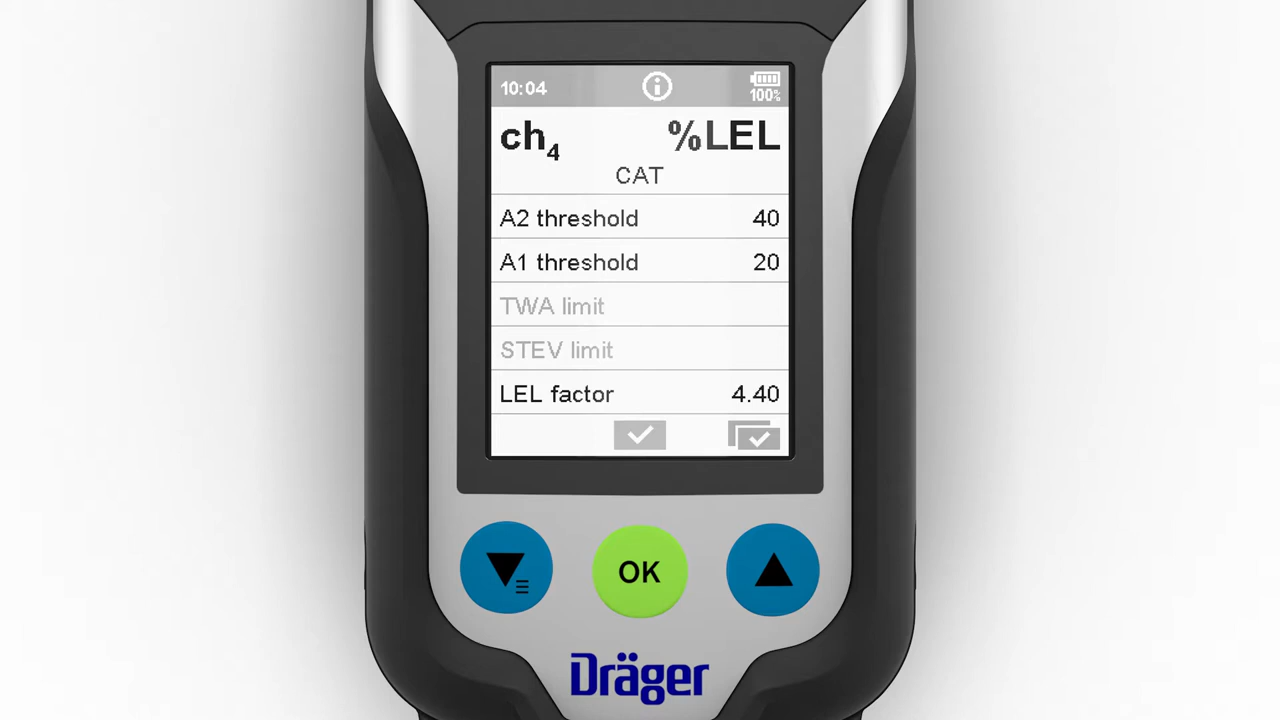 10:04
100%
ch4 %LEL
CAT
A2 threshold 40
A1 threshold 20
TWA limit
STEV limit
LEL factor 4.40
OK
Dräger